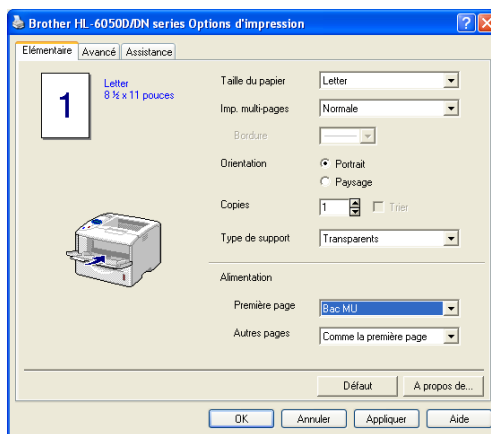 Brother HL-6050D/DN series Options d'impression
Elémentaire Avancé Assistance
1
Letter
8 ½ x 11 pouces
Taille du papier Letter
Imp. multi-pages Normale
Bordure
Orientation Portrait
Paysage
Copies 1 Trier
Type de support Transparents
Alimentation
Première page Bac MU
Autres pages Comme la première page
Défaut A propos de...
OK Annuler Appliquer Aide